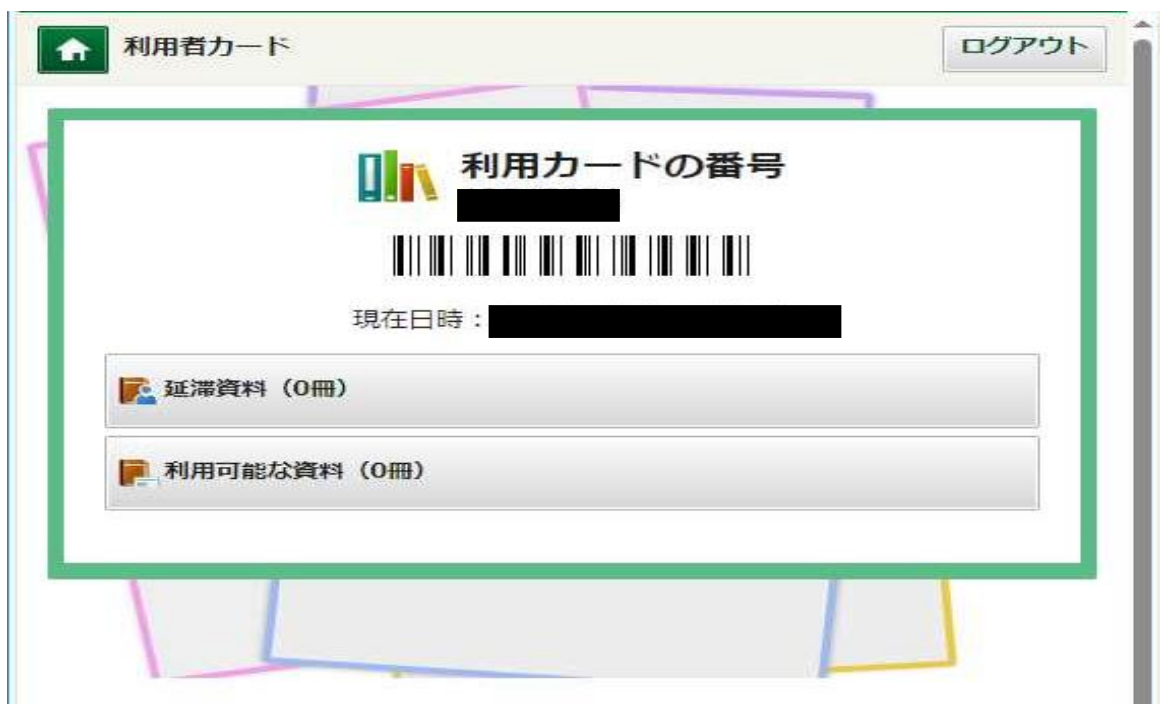 利用者カード
ログアウト
利用カードの番号
現在日時：
延滞資料（0冊）
利用可能な資料（0冊）